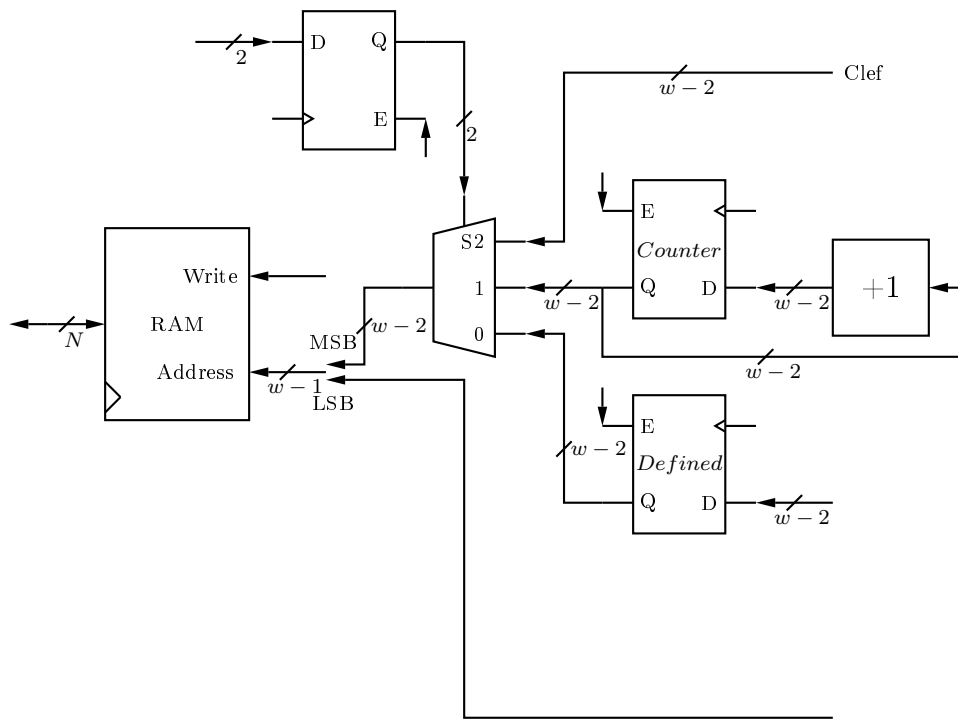 D Q
2
E
2
Clef
w − 2
S2
1
0
E
Counter
Q D
w − 2
w − 2
+1
w − 2
Write
RAM
N
Address
MSB
w − 2
w − 1
LSB
E
Defined
Q D
w − 2
w − 2